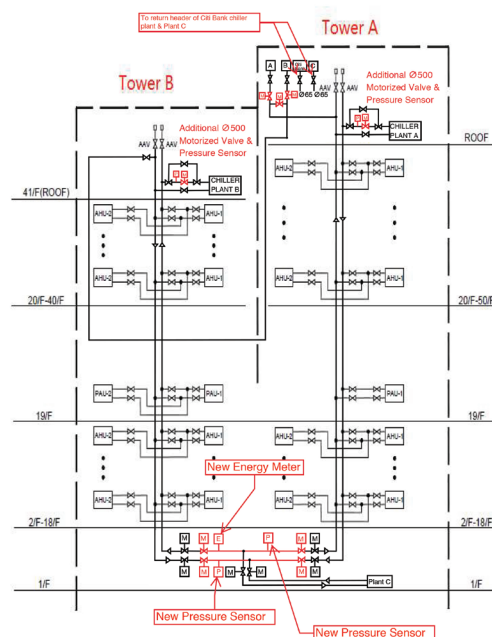 To return header of Citi Bank chiller
plant & Plant C
Tower A
Tower B
A
B
C
Ø65 Ø65
M
M
M
Additional Ø500
Motorized Valve &
Pressure Sensor
AAV
AAV
CHILLER
PLANT A
ROOF
Additional Ø500
Motorized Valve &
Pressure Sensor
AAV
AAV
CHILLER
PLANT B
41/F(ROOF)
AHU-2
AHU-1
AHU-2
AHU-1
AHU-2
AHU-1
AHU-2
AHU-1
20/F-40/F
20/F-50/F
PAU-2
PAU-1
AHU-2
PAU-1
19/F
19/F
AHU-2
AHU-1
AHU-2
AHU-1
New Energy Meter
AHU-2
AHU-1
AHU-2
AHU-1
2/F-18/F
2/F-18/F
M
M
E
P
M
M
M
M
P
M
M
M
M
Plant C
1/F
1/F
New Pressure Sensor
New Pressure Sensor